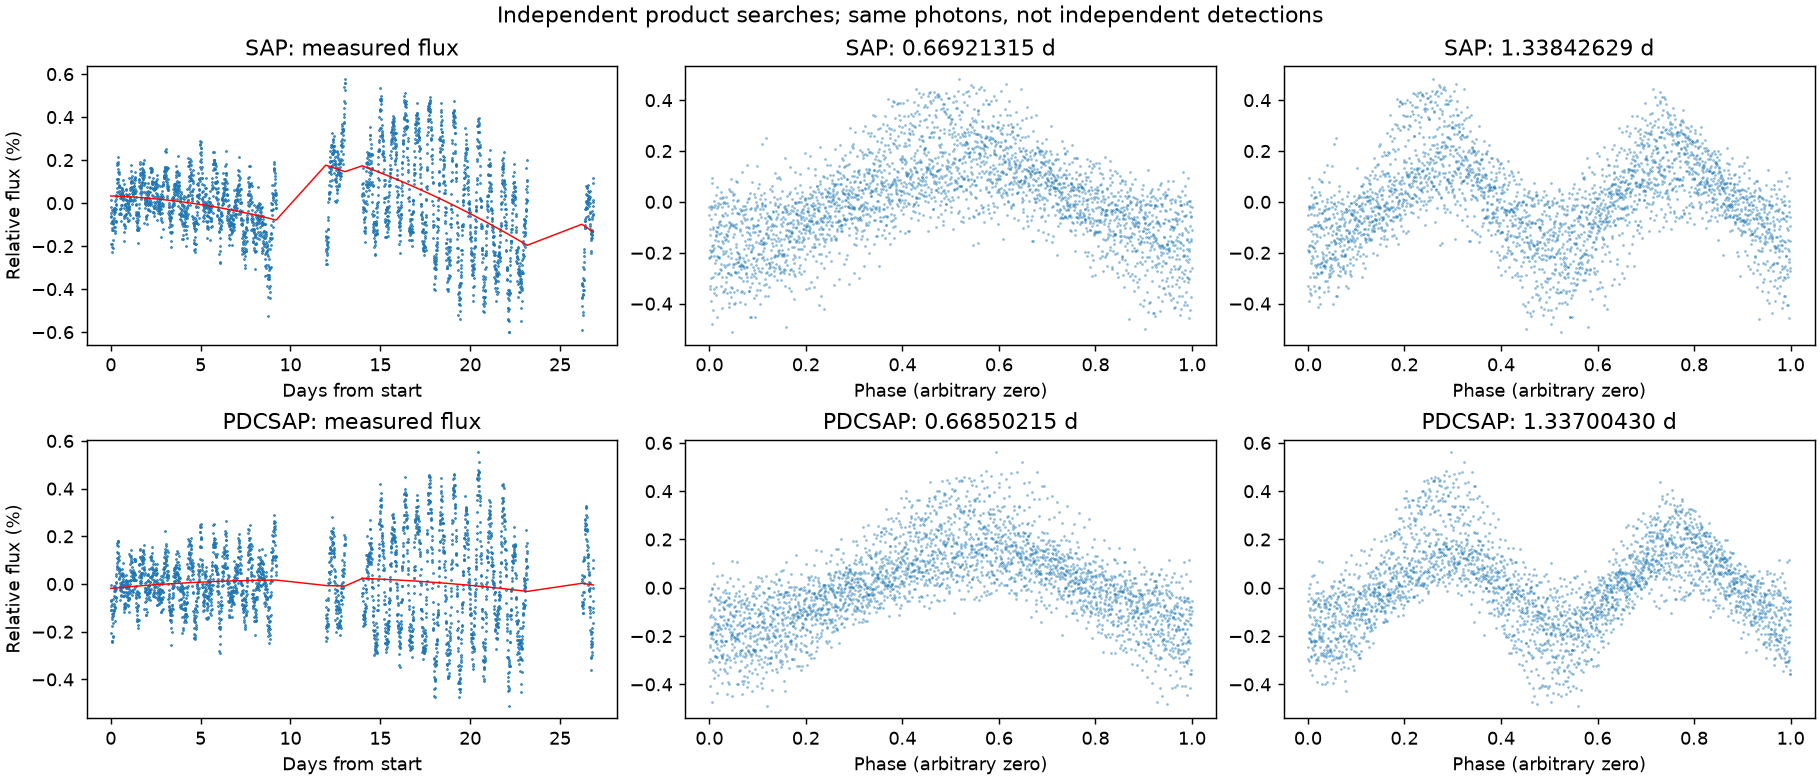 Independent product searches; same photons, not independent detections
SAP: measured flux
SAP: 0.66921315 d
SAP: 1.33842629 d
Relative flux (%)
0.6
0.4
0.2
0.0
−0.2
−0.4
−0.6
0.4
0.2
0.0
−0.2
−0.4
0.4
0.2
0.0
−0.2
−0.4
0 5 10 15 20 25
0.0 0.2 0.4 0.6 0.8 1.0
0.0 0.2 0.4 0.6 0.8 1.0
Days from start
Phase (arbitrary zero)
Phase (arbitrary zero)
PDCSAP: measured flux
PDCSAP: 0.66850215 d
PDCSAP: 1.33700430 d
Relative flux (%)
0.6
0.4
0.2
0.0
−0.2
−0.4
0.6
0.4
0.2
0.0
−0.2
−0.4
0.6
0.4
0.2
0.0
−0.2
−0.4
0 5 10 15 20 25
0.0 0.2 0.4 0.6 0.8 1.0
0.0 0.2 0.4 0.6 0.8 1.0
Days from start
Phase (arbitrary zero)
Phase (arbitrary zero)